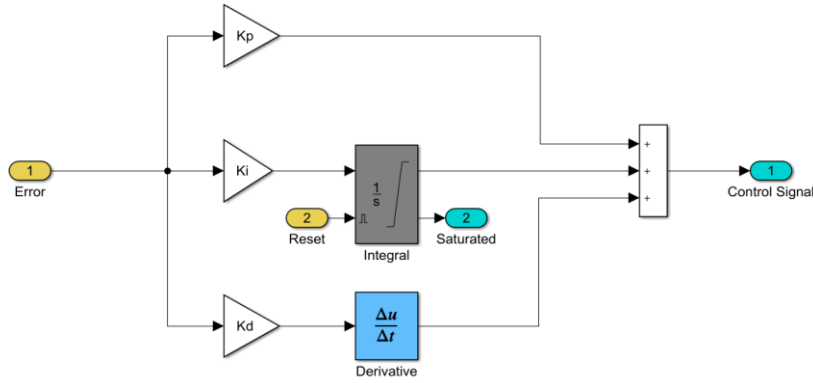 Kp
1
Error
Ki
1
s
2
Reset
Integral
2
Saturated
Kd
Δu
Δt
Derivative
+
+
+
1
Control Signal